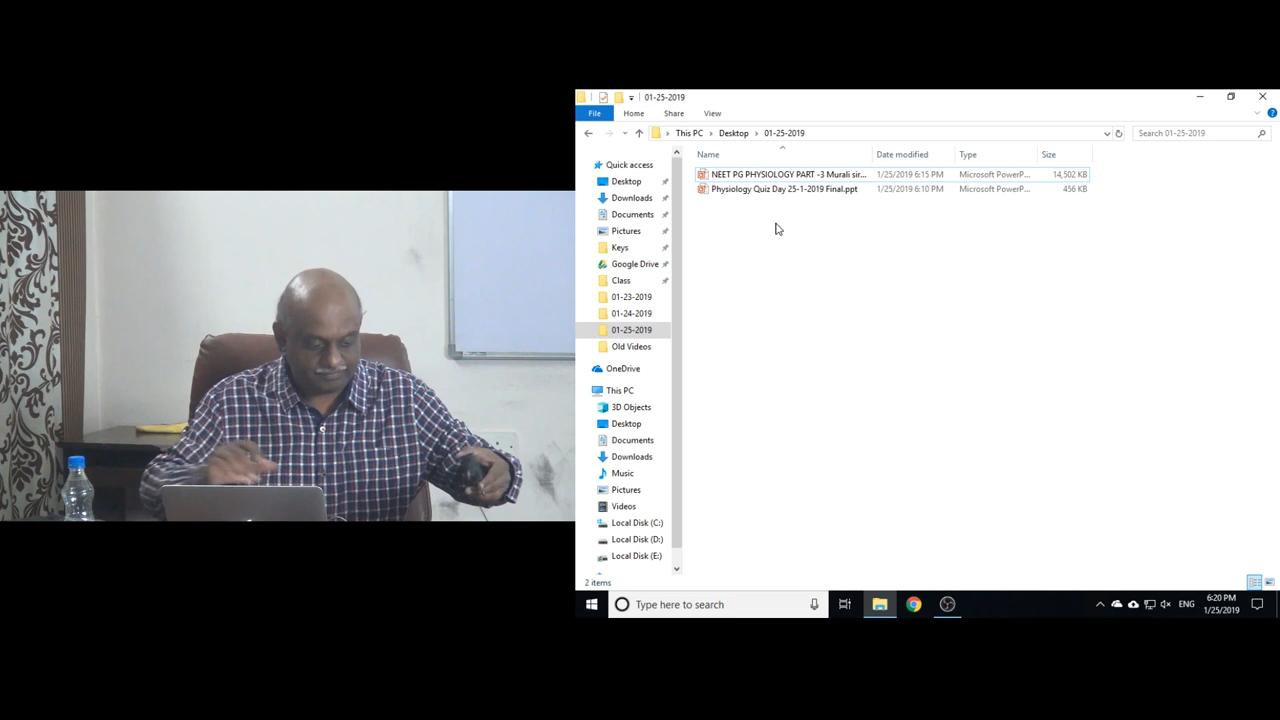 01-25-2019
File Home Share View
This PC Desktop 01-25-2019 Search 01-25-2019
Name Date modified Type Size
NEET PG PHYSIOLOGY PART -3 Murali sir... 1/25/2019 6:15 PM Microsoft PowerP... 14,502 KB
Physiology Quiz Day 25-1-2019 Final.ppt 1/25/2019 6:10 PM Microsoft PowerP... 456 KB
Quick access
Desktop
Downloads
Documents
Pictures
Keys
Google Drive
Class
01-23-2019
01-24-2019
01-25-2019
Old Videos
OneDrive
This PC
3D Objects
Desktop
Documents
Downloads
Music
Pictures
Videos
Local Disk (C:)
Local Disk (D:)
Local Disk (E:)
2 items
Type here to search ENG 6:20 PM
1/25/2019